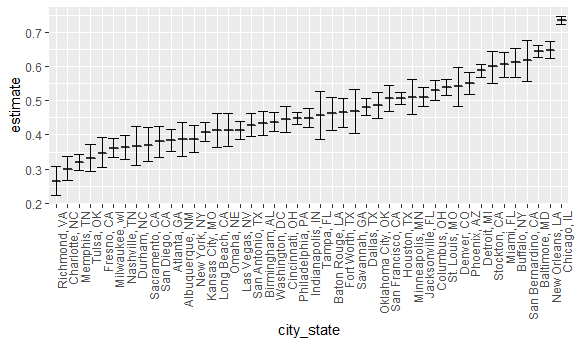 0.7
0.6
0.5
0.4
0.3
0.2
estimate
Richmond, VA
Charlotte, NC
Memphis, TN
Tulsa, OK
Fresno, CA
Milwaukee, wI
Nashville, TN
Durham, NC
Sacramento, CA
San Diego, CA
Atlanta, GA
Albuquerque, NM
New York, NY
Kansas City, MO
Long Beach, CA
Omaha, NE
Las Vegas, NV
San Antonio, TX
Birmingham, AL
Washington, DC
Cincinnati, OH
Philadelphia, PA
Indianapolis, IN
Tampa, FL
Baton Rouge, LA
Fort Worth, TX
Savannah, GA
Dallas, TX
Oklahoma City, OK
San Francisco, CA
Houston, TX
Minneapolis, MN
Jacksonville, FL
Columbus, OH
St. Louis, MO
Denver, CO
Phoenix, AZ
Detroit, MI
Stockton, CA
Miami, FL
Buffalo, NY
San Bernardino, CA
Baltimore, MD
New Orleans, LA
Chicago, IL
city_state